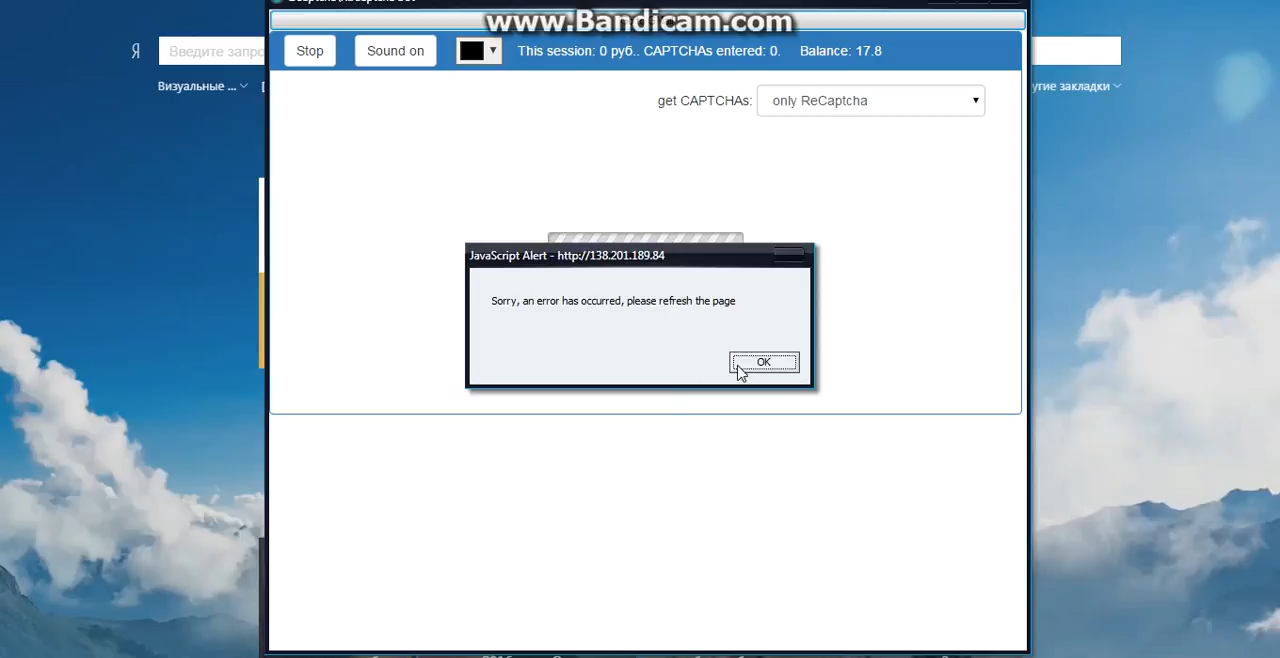 www.Bandicam.com
Я
Введите запро
Stop
Sound on
This session: 0 руб.. CAPTCHAs entered: 0.
Balance: 17.8
Визуальные ...
угие закладки
get CAPTCHAs:
only ReCaptcha
JavaScript Alert - http://138.201.189.84
Sorry, an error has occurred, please refresh the page
OK